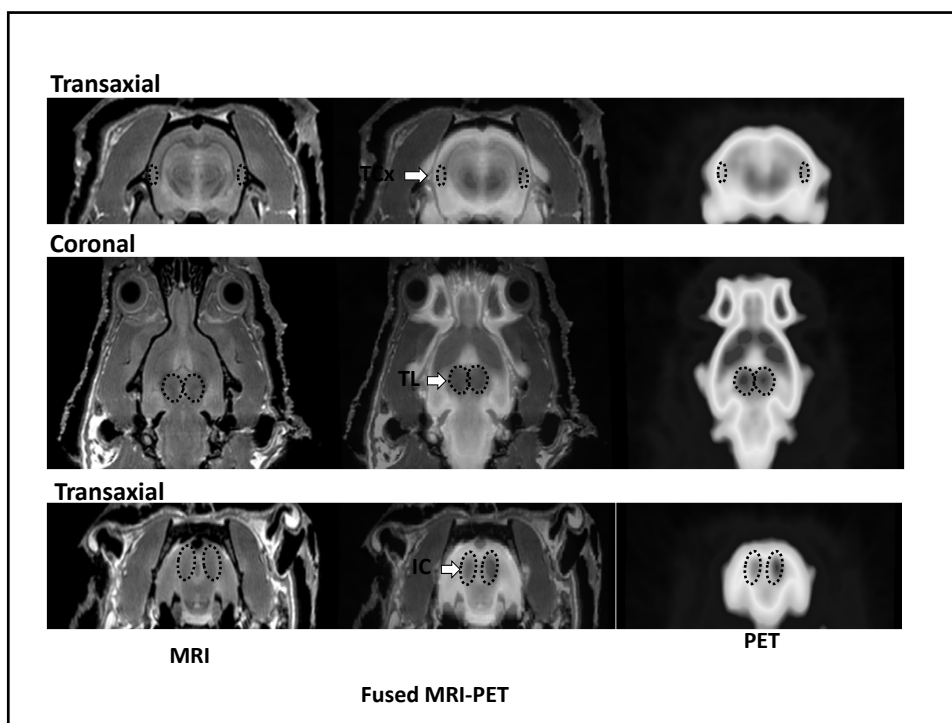 Transaxial
TCx
Coronal
TL
Transaxial
IC
MRI
PET
Fused MRI-PET